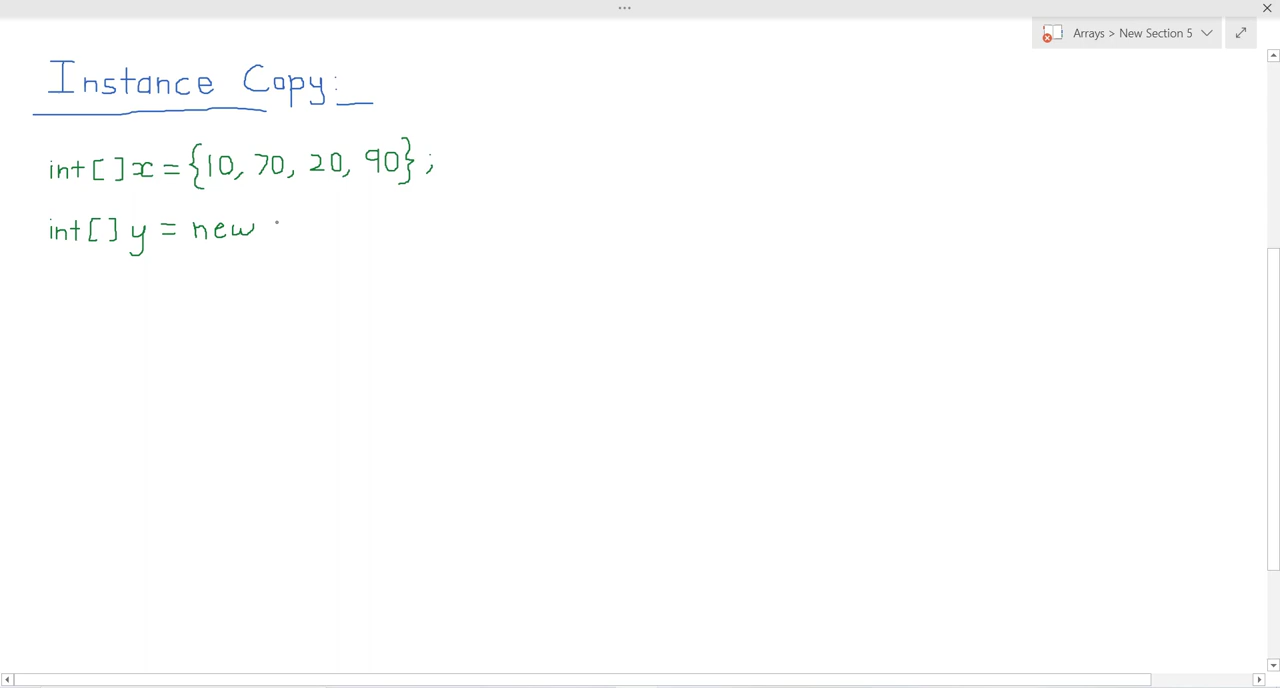 Arrays > New Section 5
Instance Copy:
int[]x = {10, 70, 20, 90};
int[] y = new